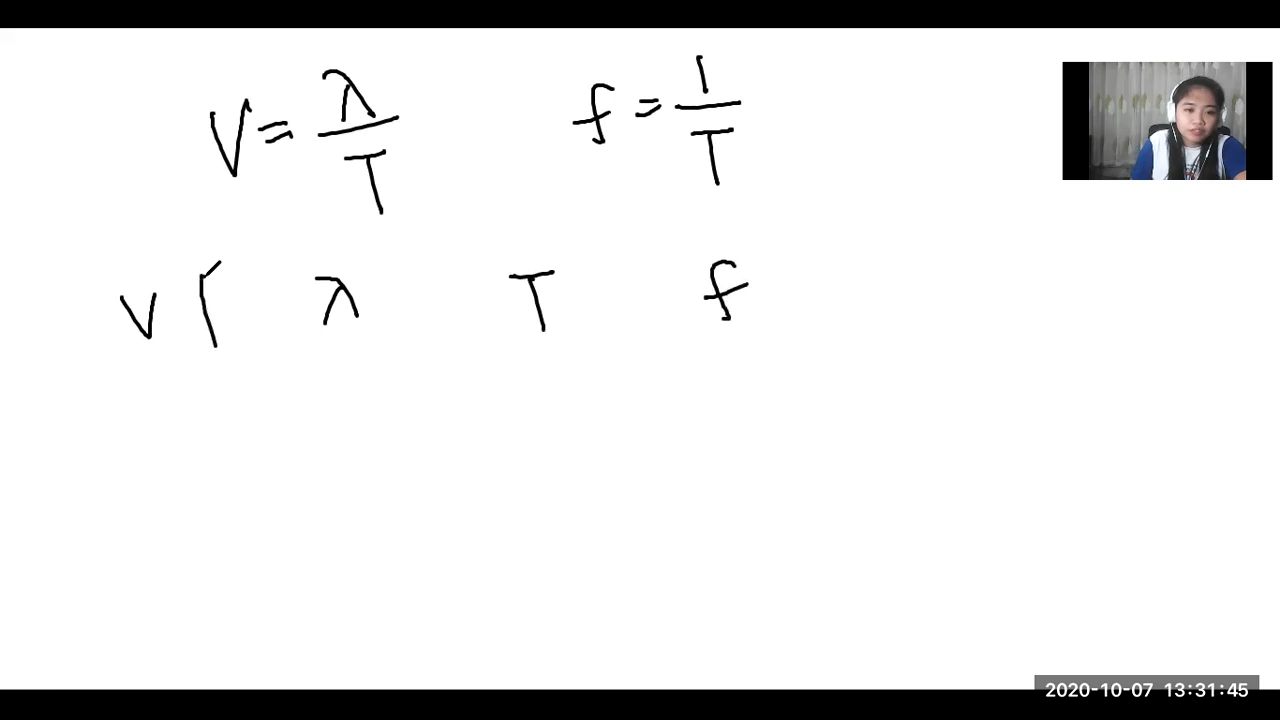 V = λ/T f = 1/T
v λ T f
2020-10-07 13:31:45